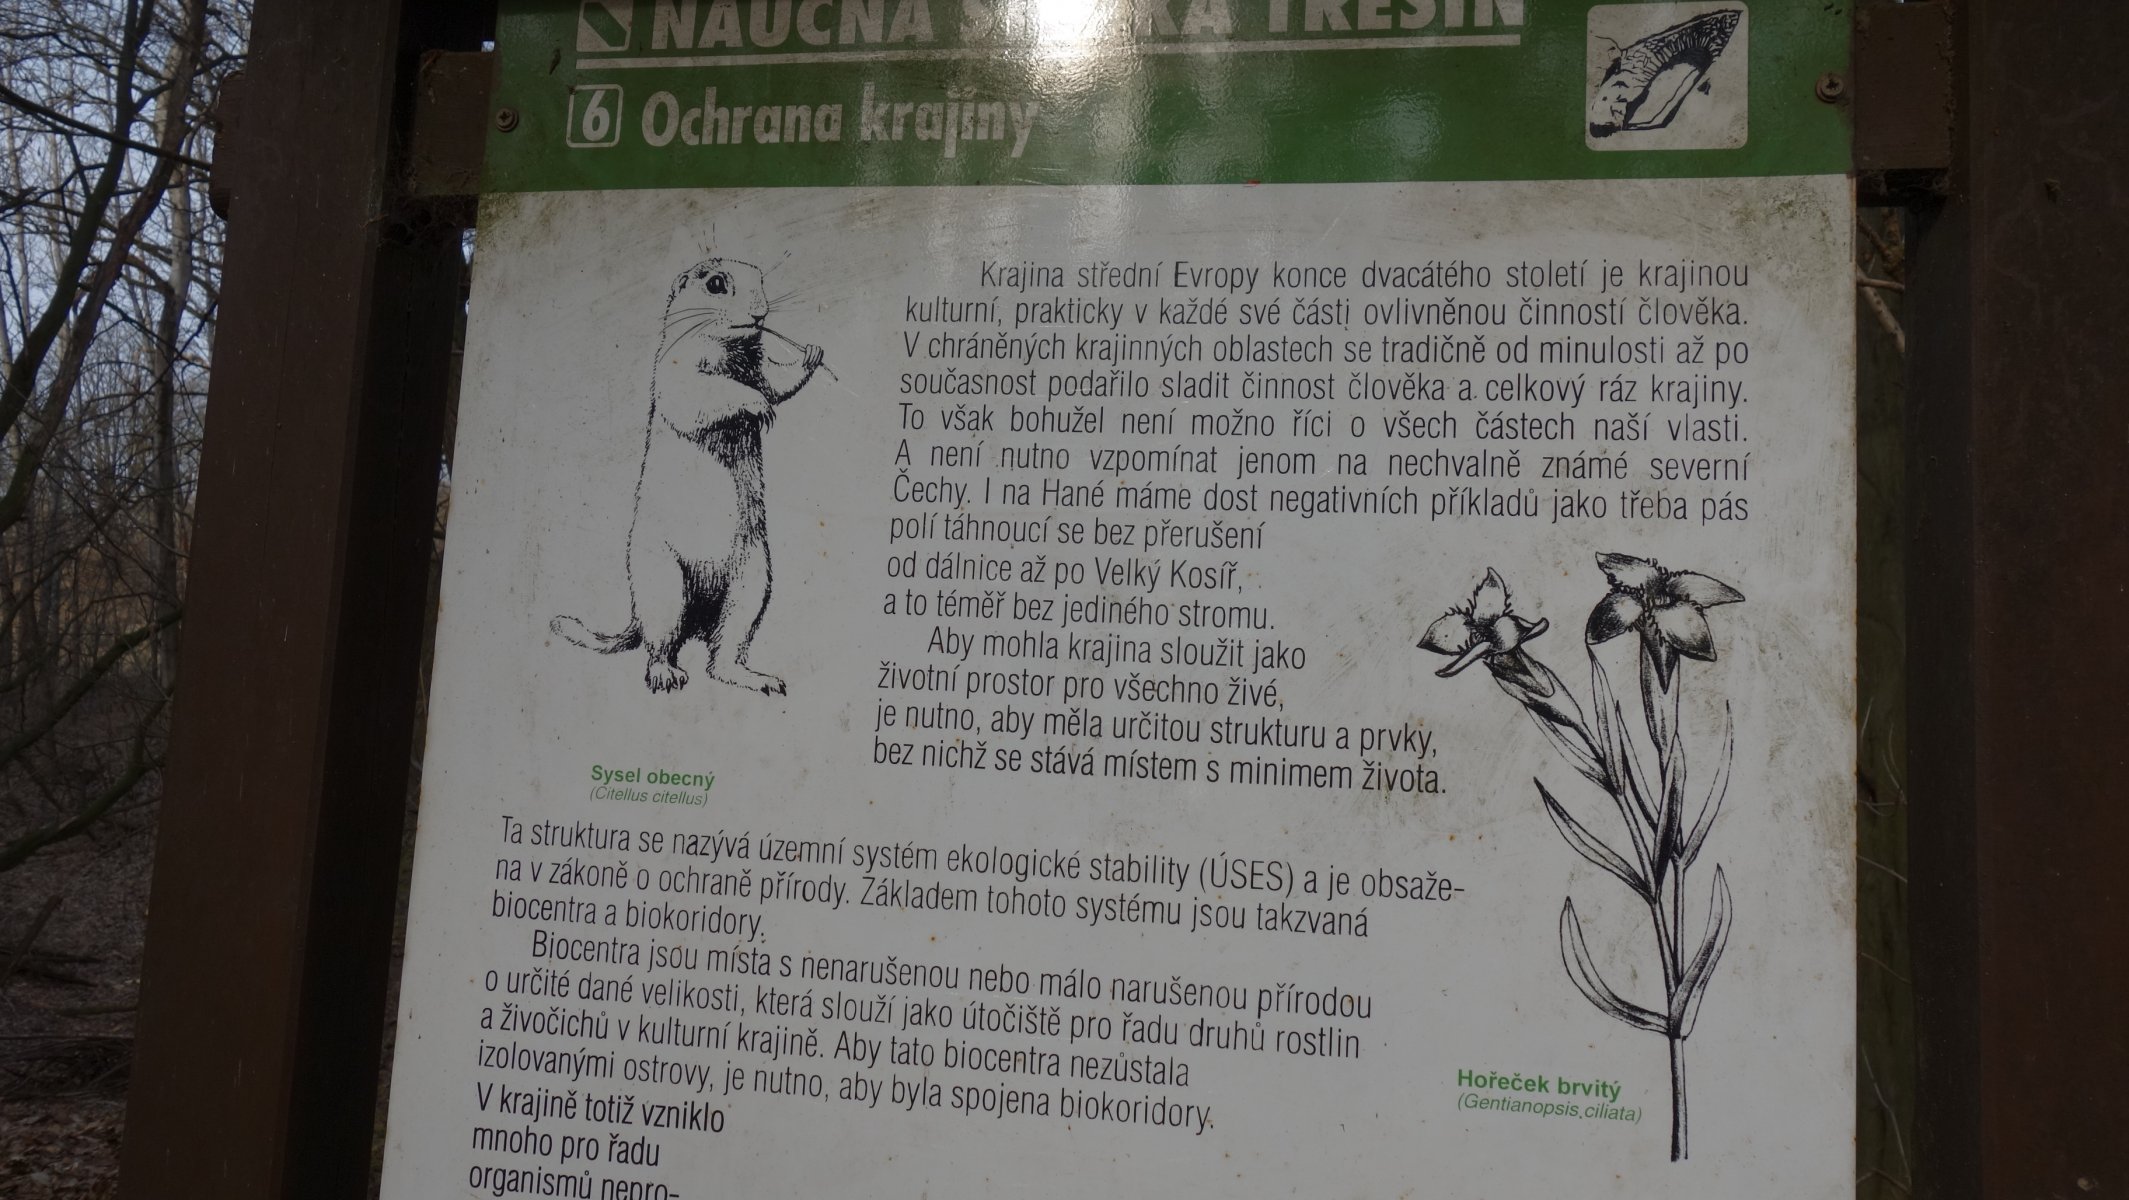 NAUČNÁ STEZKA TŘESÍN
6 Ochrana krajiny
Krajina střední Evropy konce dvacátého století je krajinou
kulturní, prakticky v každé své části ovlivněnou činností člověka.
V chráněných krajinných oblastech se tradičně od minulosti až po
současnost podařilo sladit činnost člověka a celkový ráz krajiny.
To však bohužel není možno říci o všech částech naší vlasti.
A není nutno vzpomínat jenom na nechvalně známé severní
Čechy. I na Hané máme dost negativních příkladů jako třeba pás
polí táhnoucí se bez přerušení
od dálnice až po Velký Kosíř,
a to téměř bez jediného stromu.
Aby mohla krajina sloužit jako
životní prostor pro všechno živé,
je nutno, aby měla určitou strukturu a prvky,
bez nichž se stává místem s minimem života.
Sysel obecný
(Citellus citellus)
Ta struktura se nazývá územní systém ekologické stability (ÚSES) a je obsaže-
na v zákoně o ochraně přírody. Základem tohoto systému jsou takzvaná
biocentra a biokoridory.
Biocentra jsou místa s nenarušenou nebo málo narušenou přírodou
o určité dané velikosti, která slouží jako útočiště pro řadu druhů rostlin
a živočichů v kulturní krajině. Aby tato biocentra nezůstala
izolovanými ostrovy, je nutno, aby byla spojena biokoridory.
V krajině totiž vzniklo
mnoho pro řadu
organismů nepro-
Hořeček brvitý
(Gentianopsis ciliata)